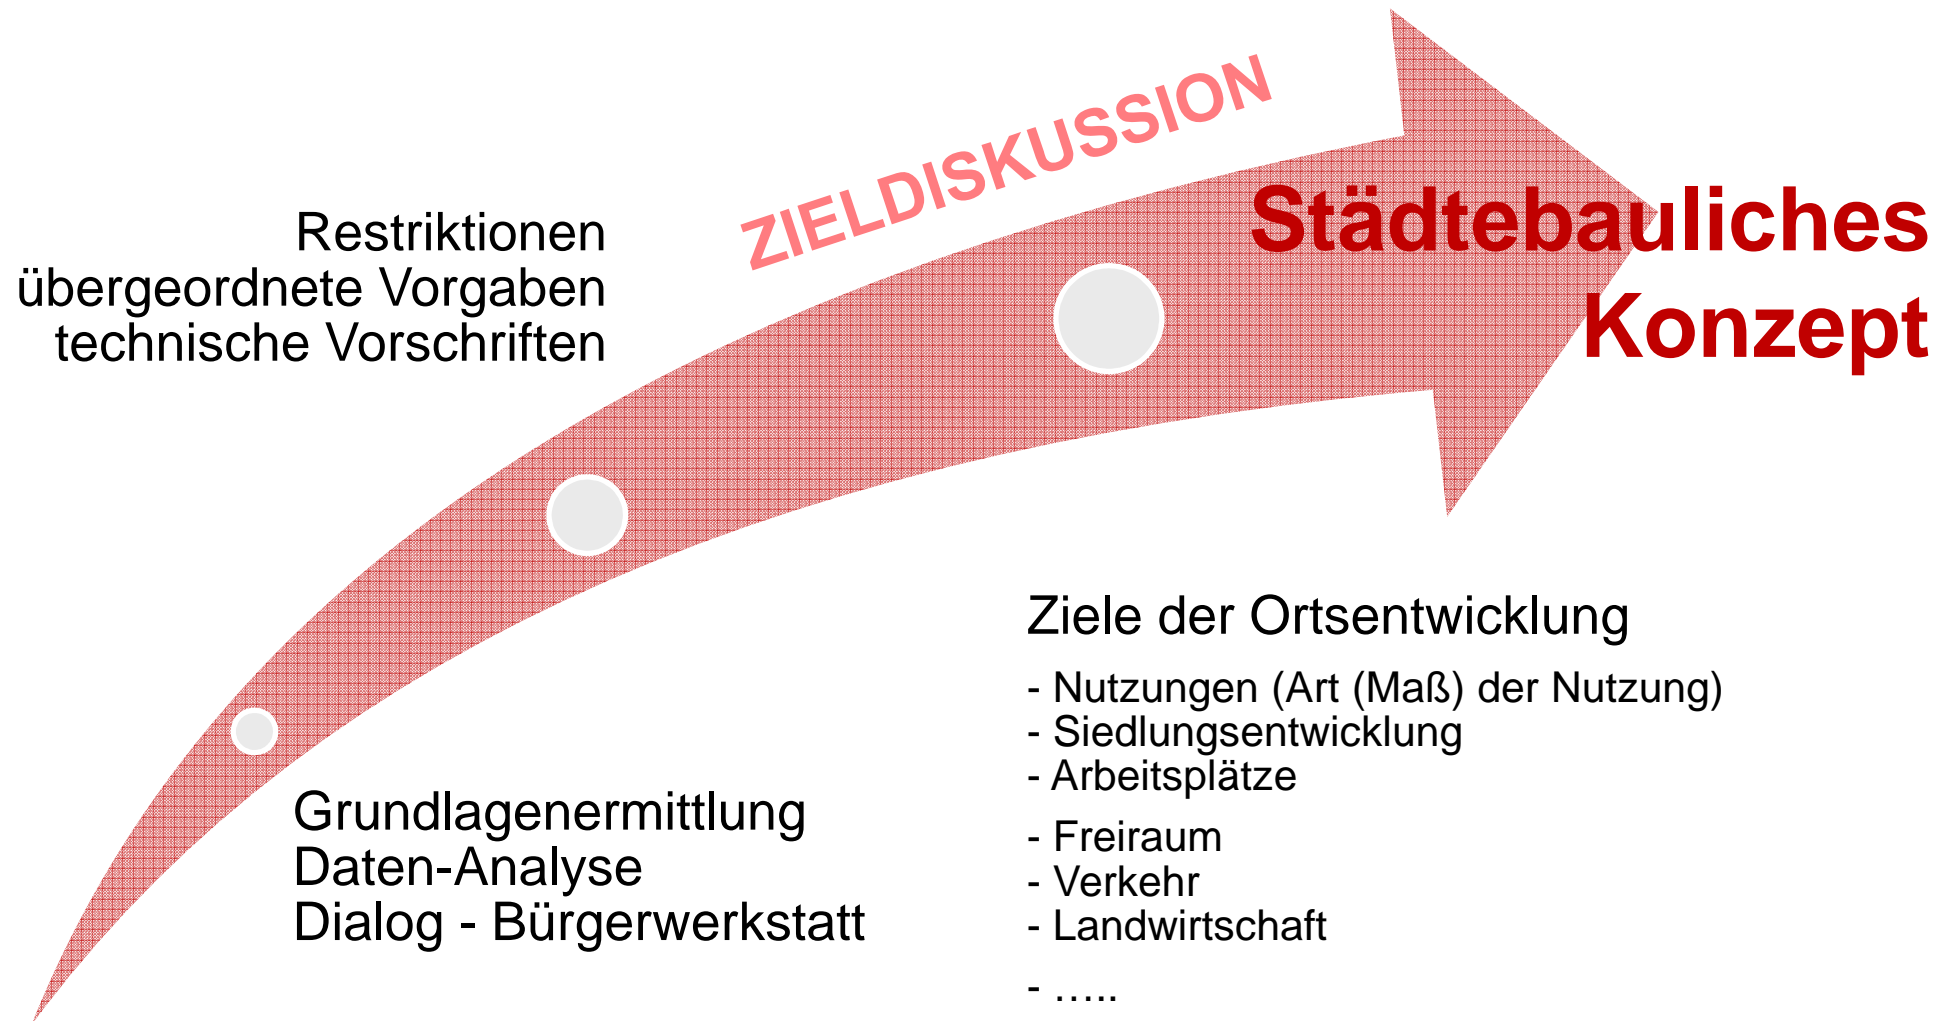 ZIELDISKUSSION
Städtebauliches
Konzept
Restriktionen
übergeordnete Vorgaben
technische Vorschriften
Grundlagenermittlung
Daten-Analyse
Dialog - Bürgerwerkstatt
Ziele der Ortsentwicklung
- Nutzungen (Art (Maß) der Nutzung)
- Siedlungsentwicklung
- Arbeitsplätze
- Freiraum
- Verkehr
- Landwirtschaft
- …..